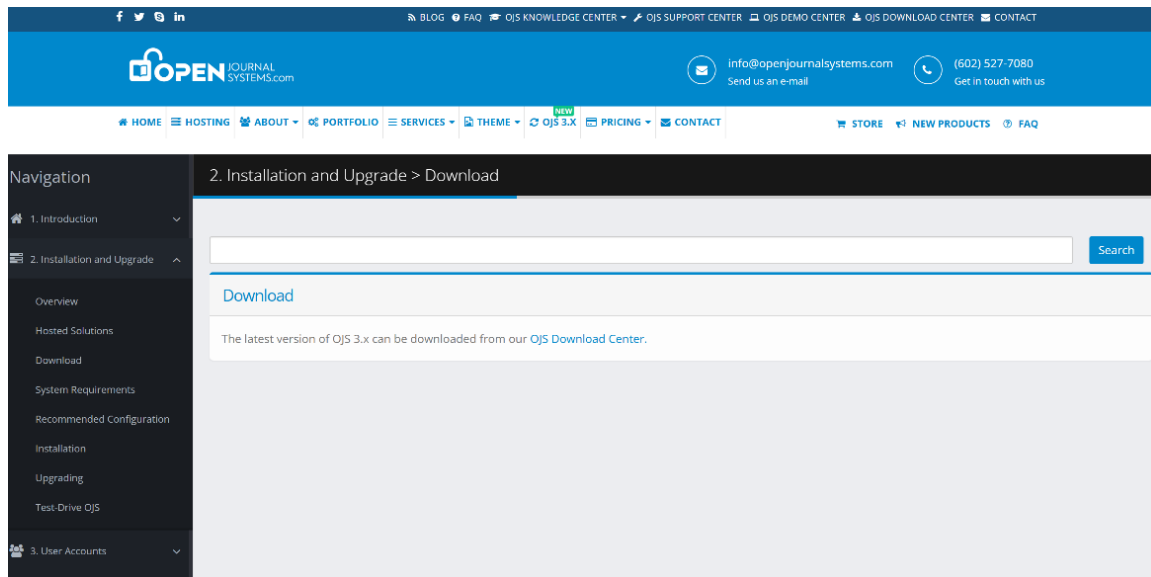 BLOG FAQ OJS KNOWLEDGE CENTER OJS SUPPORT CENTER OJS DEMO CENTER OJS DOWNLOAD CENTER CONTACT
OPEN JOURNAL SYSTEMS.com
info@openjournalsystems.com
Send us an e-mail
(602) 527-7080
Get in touch with us
NEW
HOME HOSTING ABOUT PORTFOLIO SERVICES THEME OJS 3.X PRICING CONTACT STORE NEW PRODUCTS FAQ
Navigation
2. Installation and Upgrade > Download
1. Introduction
2. Installation and Upgrade
Overview
Hosted Solutions
Download
System Requirements
Recommended Configuration
Installation
Upgrading
Test-Drive OJS
3. User Accounts
Search
Download
The latest version of OJS 3.x can be downloaded from our OJS Download Center.